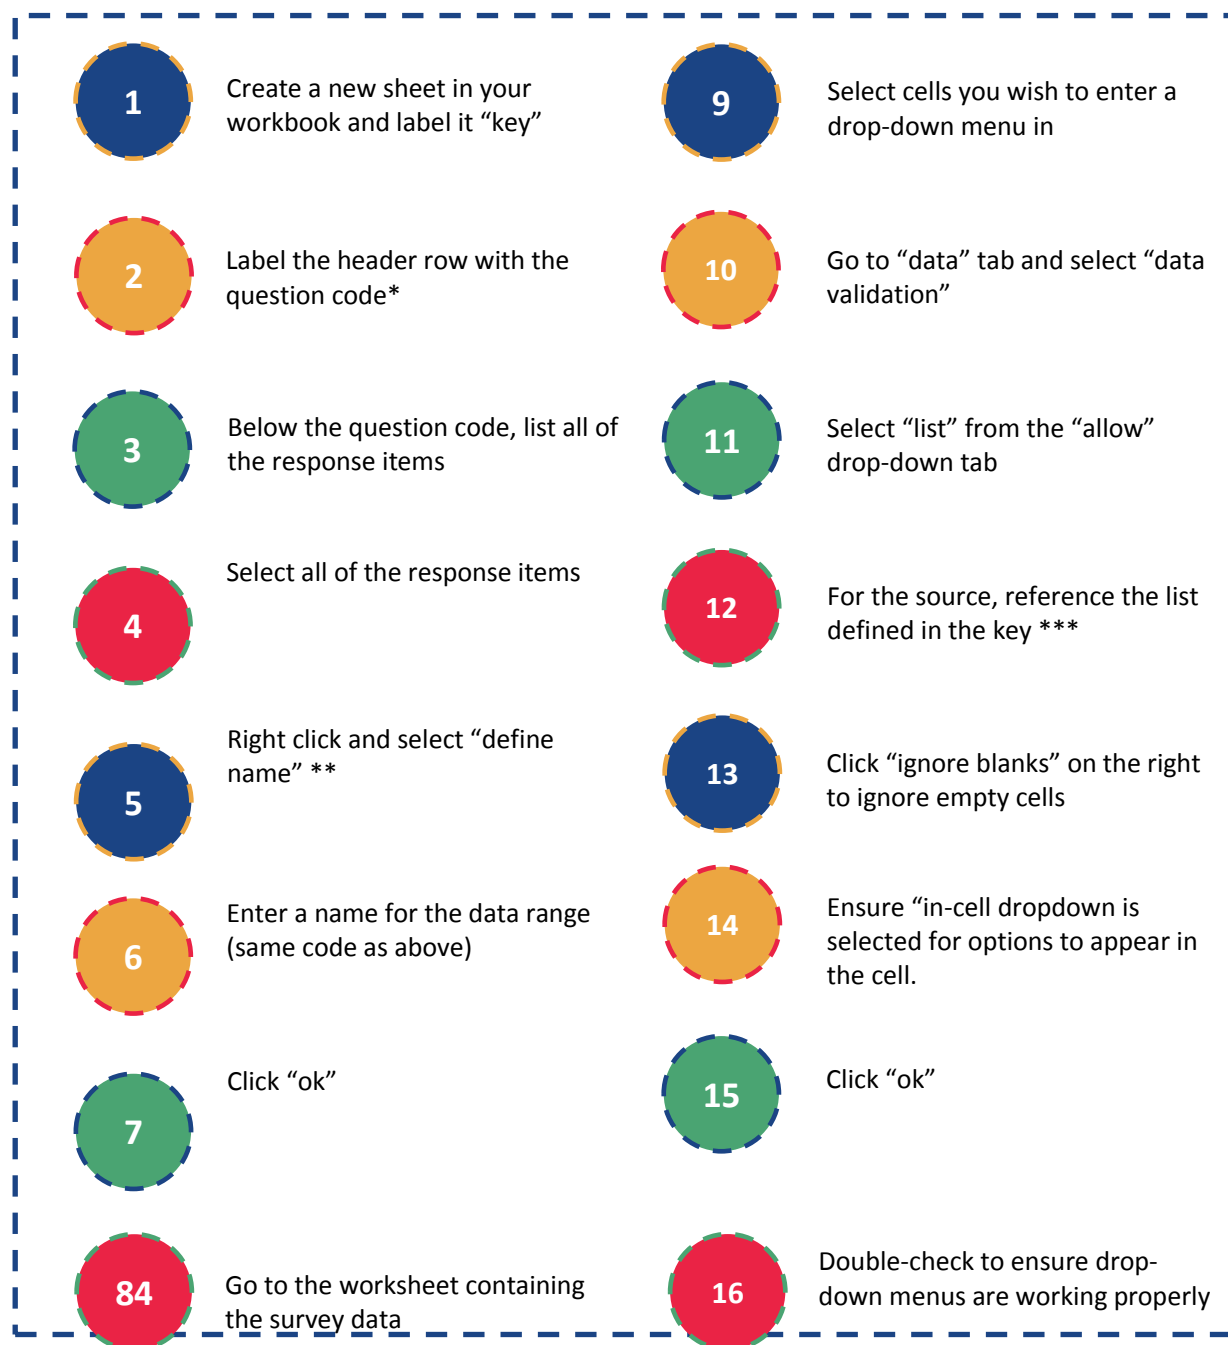 1
Create a new sheet in your
workbook and label it “key”
2
Label the header row with the
question code*
3
Below the question code, list all of
the response items
4
Select all of the response items
5
Right click and select “define
name” **
6
Enter a name for the data range
(same code as above)
7
Click “ok”
84
Go to the worksheet containing
the survey data
9
Select cells you wish to enter a
drop-down menu in
10
Go to “data” tab and select “data
validation”
11
Select “list” from the “allow”
drop-down tab
12
For the source, reference the list
defined in the key ***
13
Click “ignore blanks” on the right
to ignore empty cells
14
Ensure “in-cell dropdown is
selected for options to appear in
the cell.
15
Click “ok”
16
Double-check to ensure drop-
down menus are working properly